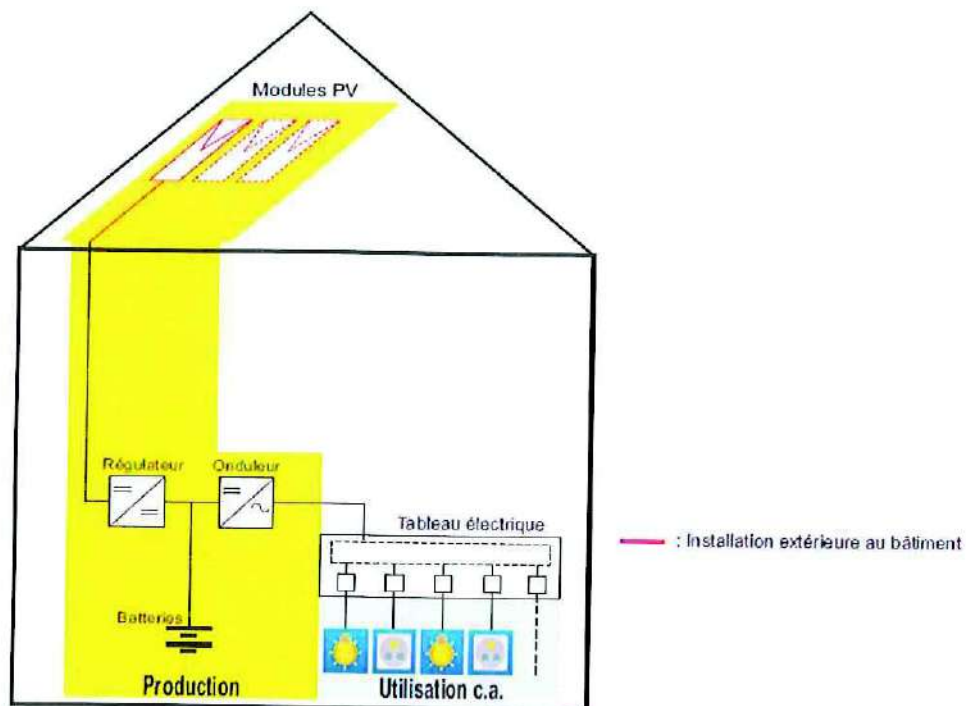 Modules PV
Régulateur
Onduleur
Tableau électrique
: Installation extérieure au bâtiment
Batteries
Production
Utilisation c.a.